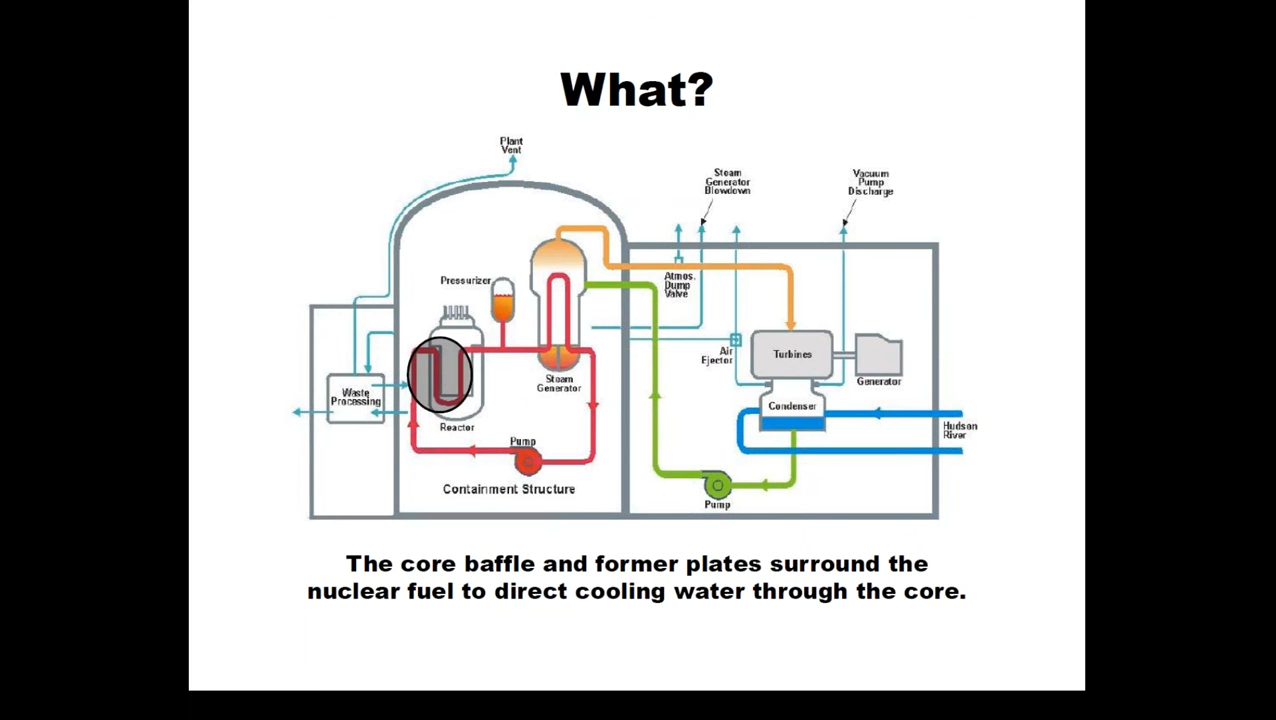 What?
Plant
Vent
Steam
Generator
Blowdown
Vacuum
Pump
Discharge
Pressurizer
Atmos.
Dump
Valve
Air
Ejector
Turbines
Generator
Steam
Generator
Waste
Processing
Condenser
Reactor
Hudson
River
Pump
Containment Structure
Pump
The core baffle and former plates surround the
nuclear fuel to direct cooling water through the core.